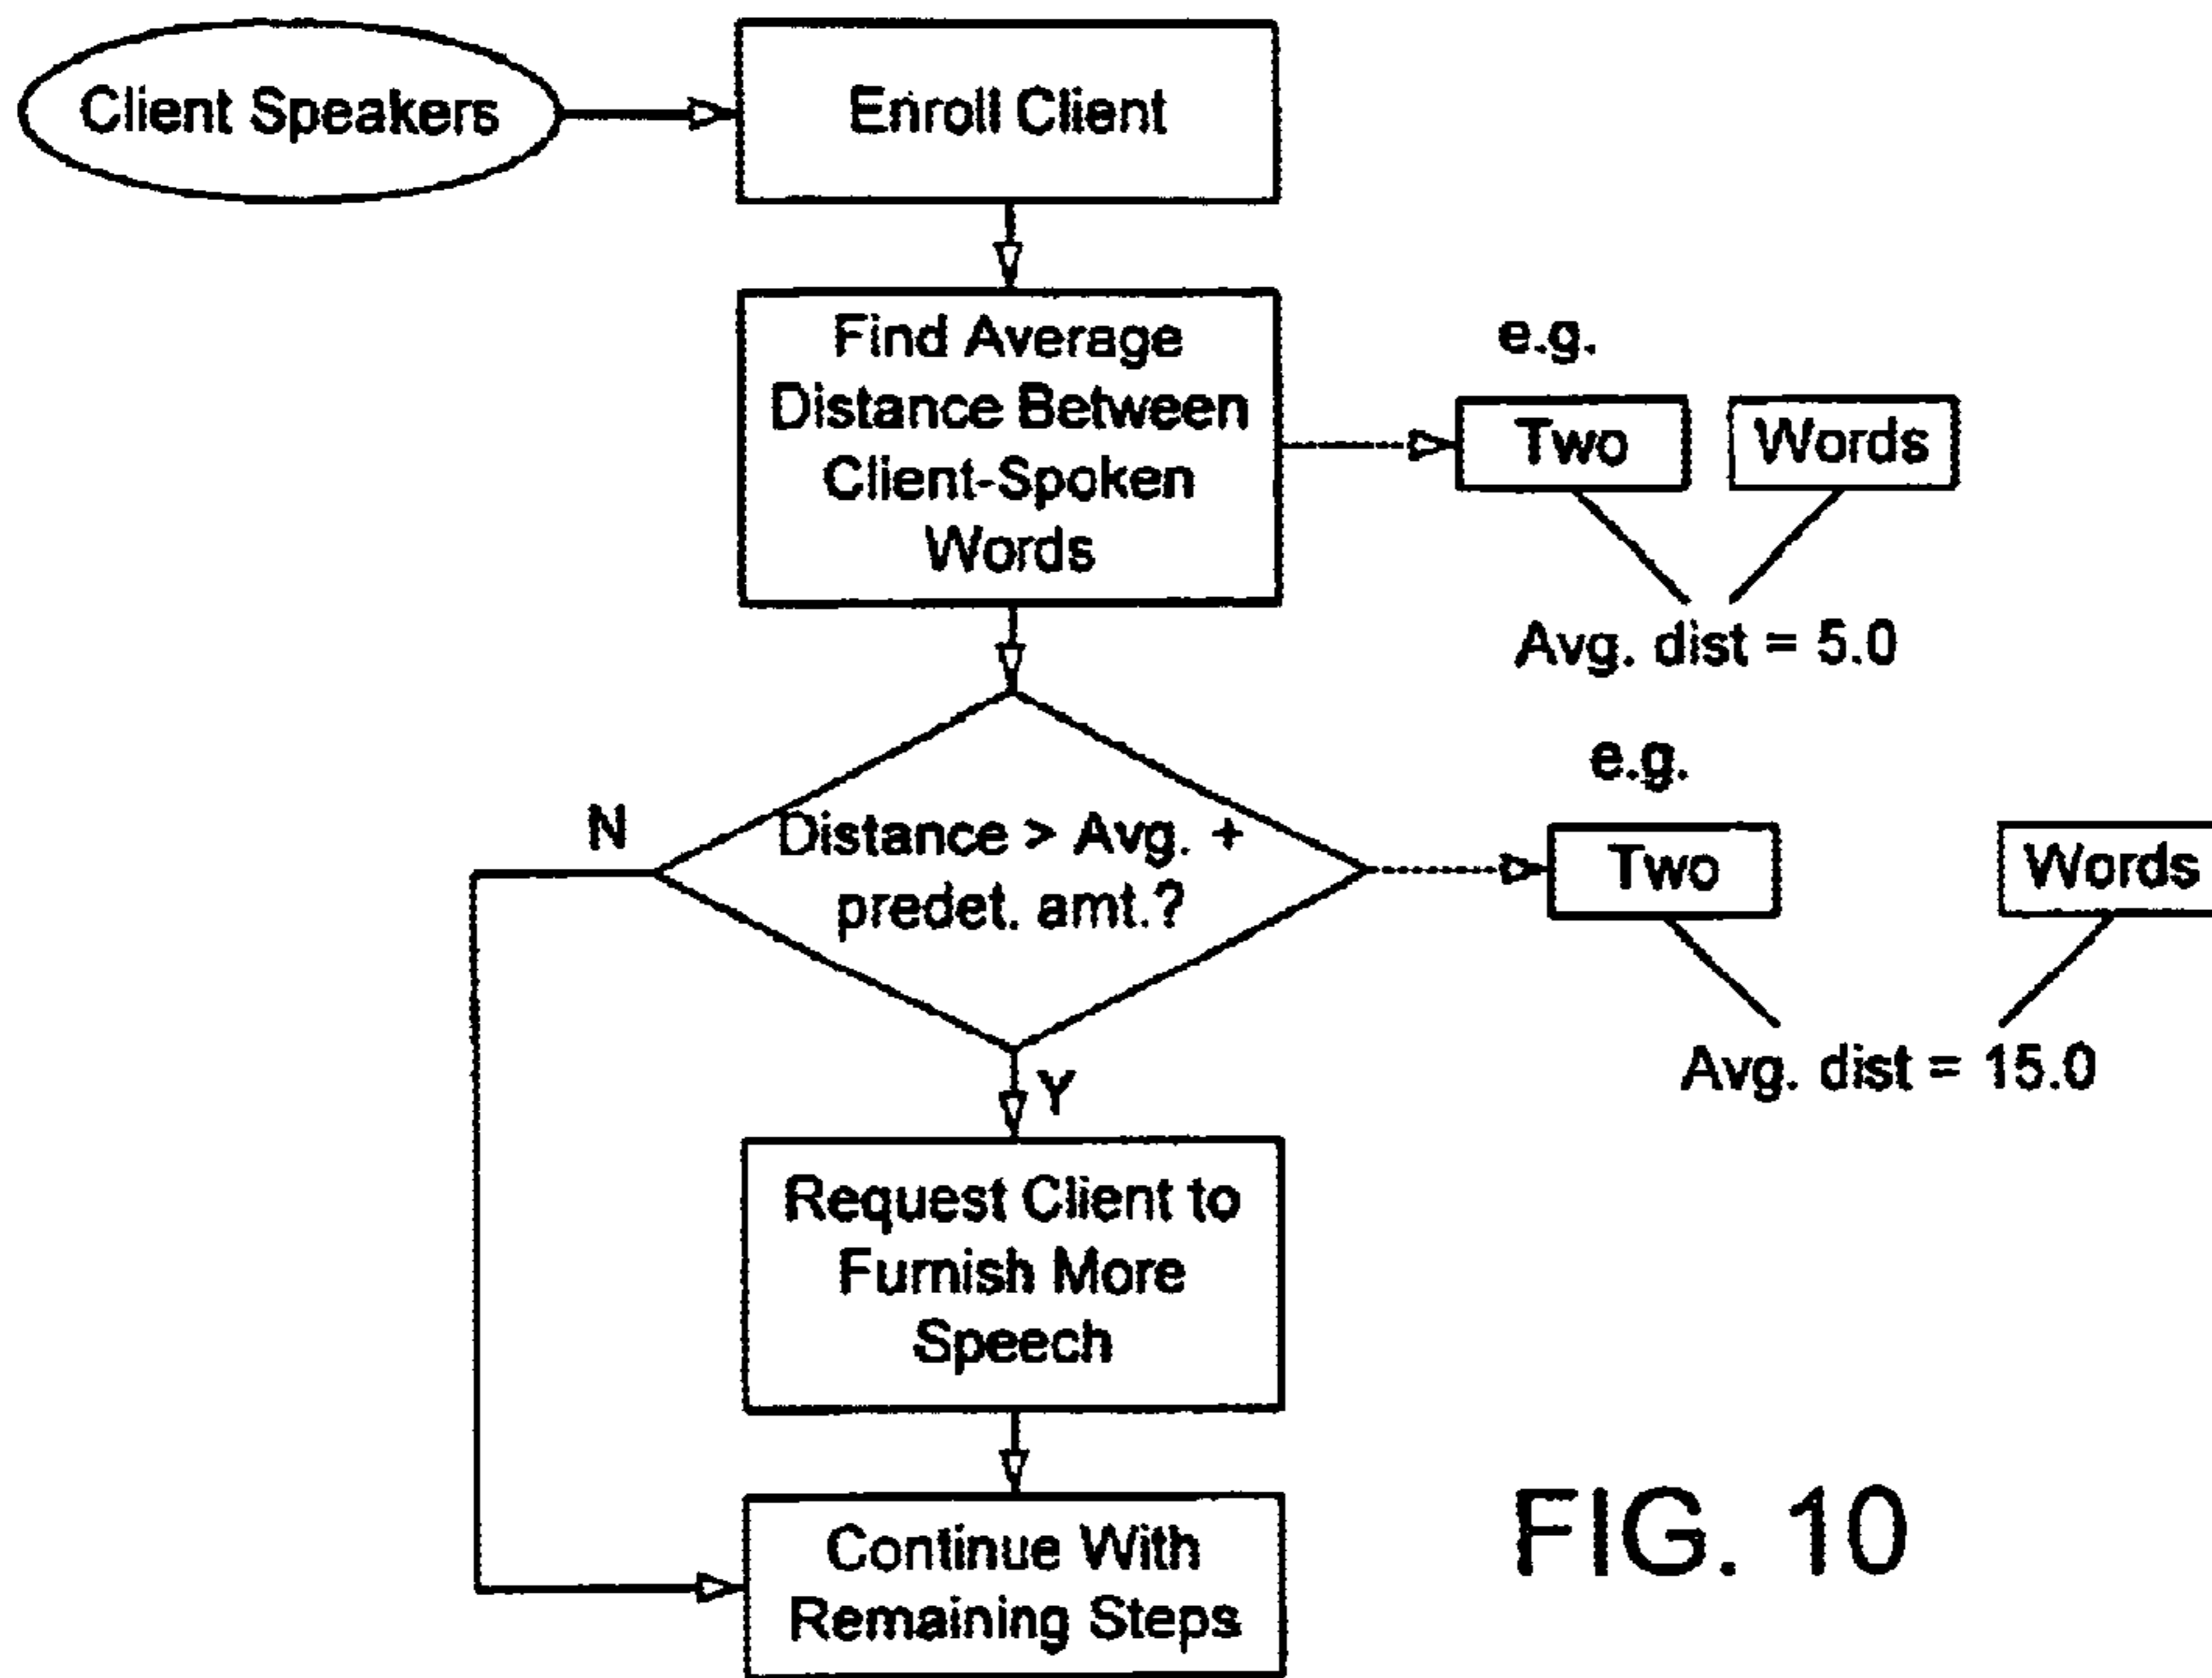 Client Speakers
Enroll Client
Find Average
Distance Between
Client-Spoken
Words
e.g.
Two
Words
Avg. dist = 5.0
Distance > Avg. +
predet. amt.?
N
e.g.
Two
Words
Avg. dist = 15.0
Y
Request Client to
Furnish More
Speech
Continue With
Remaining Steps
FIG. 10